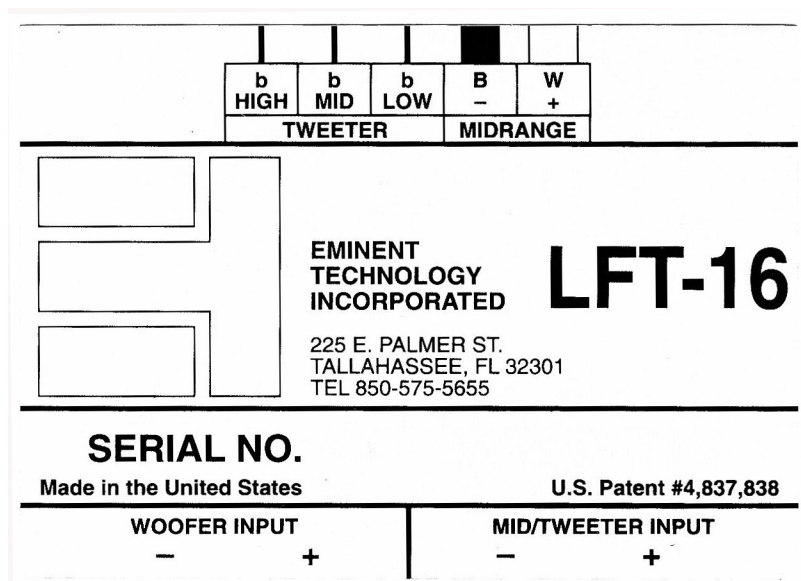 b b b B W
HIGH MID LOW – +
TWEETER MIDRANGE
EMINENT
TECHNOLOGY
INCORPORATED
LFT-16
225 E. PALMER ST.
TALLAHASSEE, FL 32301
TEL 850-575-5655
SERIAL NO.
Made in the United States U.S. Patent #4,837,838
WOOFER INPUT MID/TWEETER INPUT
– + – +